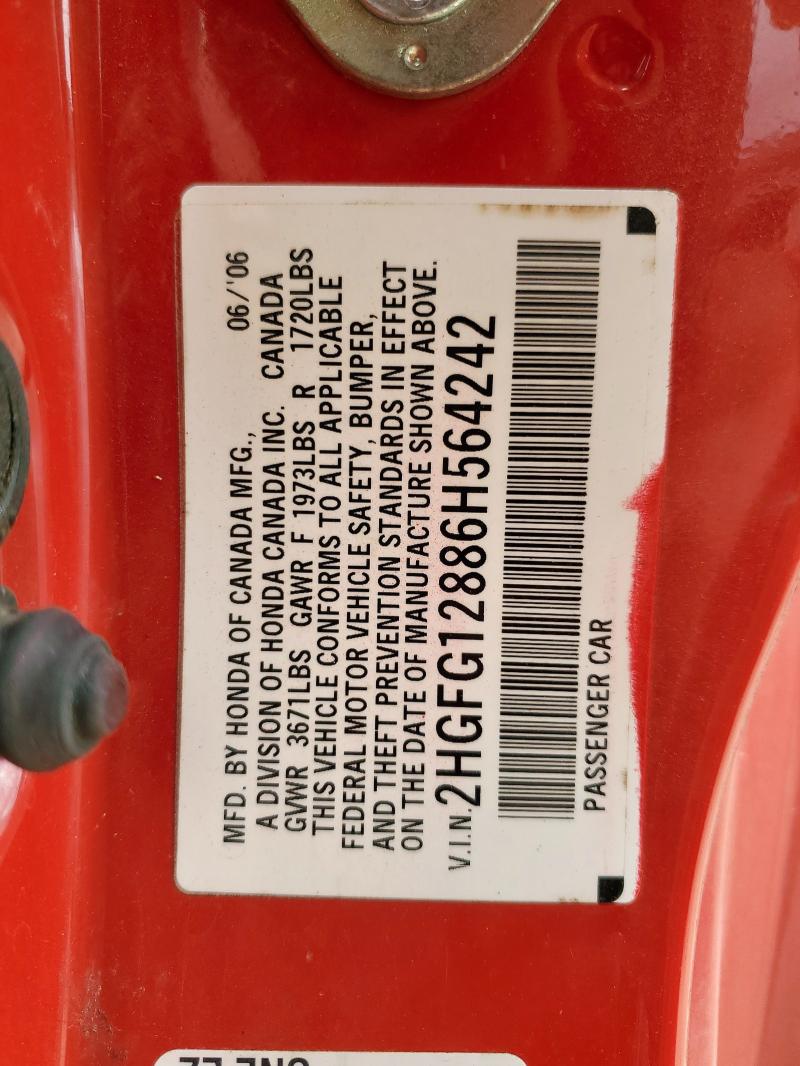 MFD. BY HONDA OF CANADA MFG., 06/'06
A DIVISION OF HONDA CANADA INC. CANADA
GVWR 3671LBS GAWR F 1973LBS R 1720LBS
THIS VEHICLE CONFORMS TO ALL APPLICABLE
FEDERAL MOTOR VEHICLE SAFETY, BUMPER,
AND THEFT PREVENTION STANDARDS IN EFFECT
ON THE DATE OF MANUFACTURE SHOWN ABOVE.
V.I.N. 2HGFG12886H564242
PASSENGER CAR